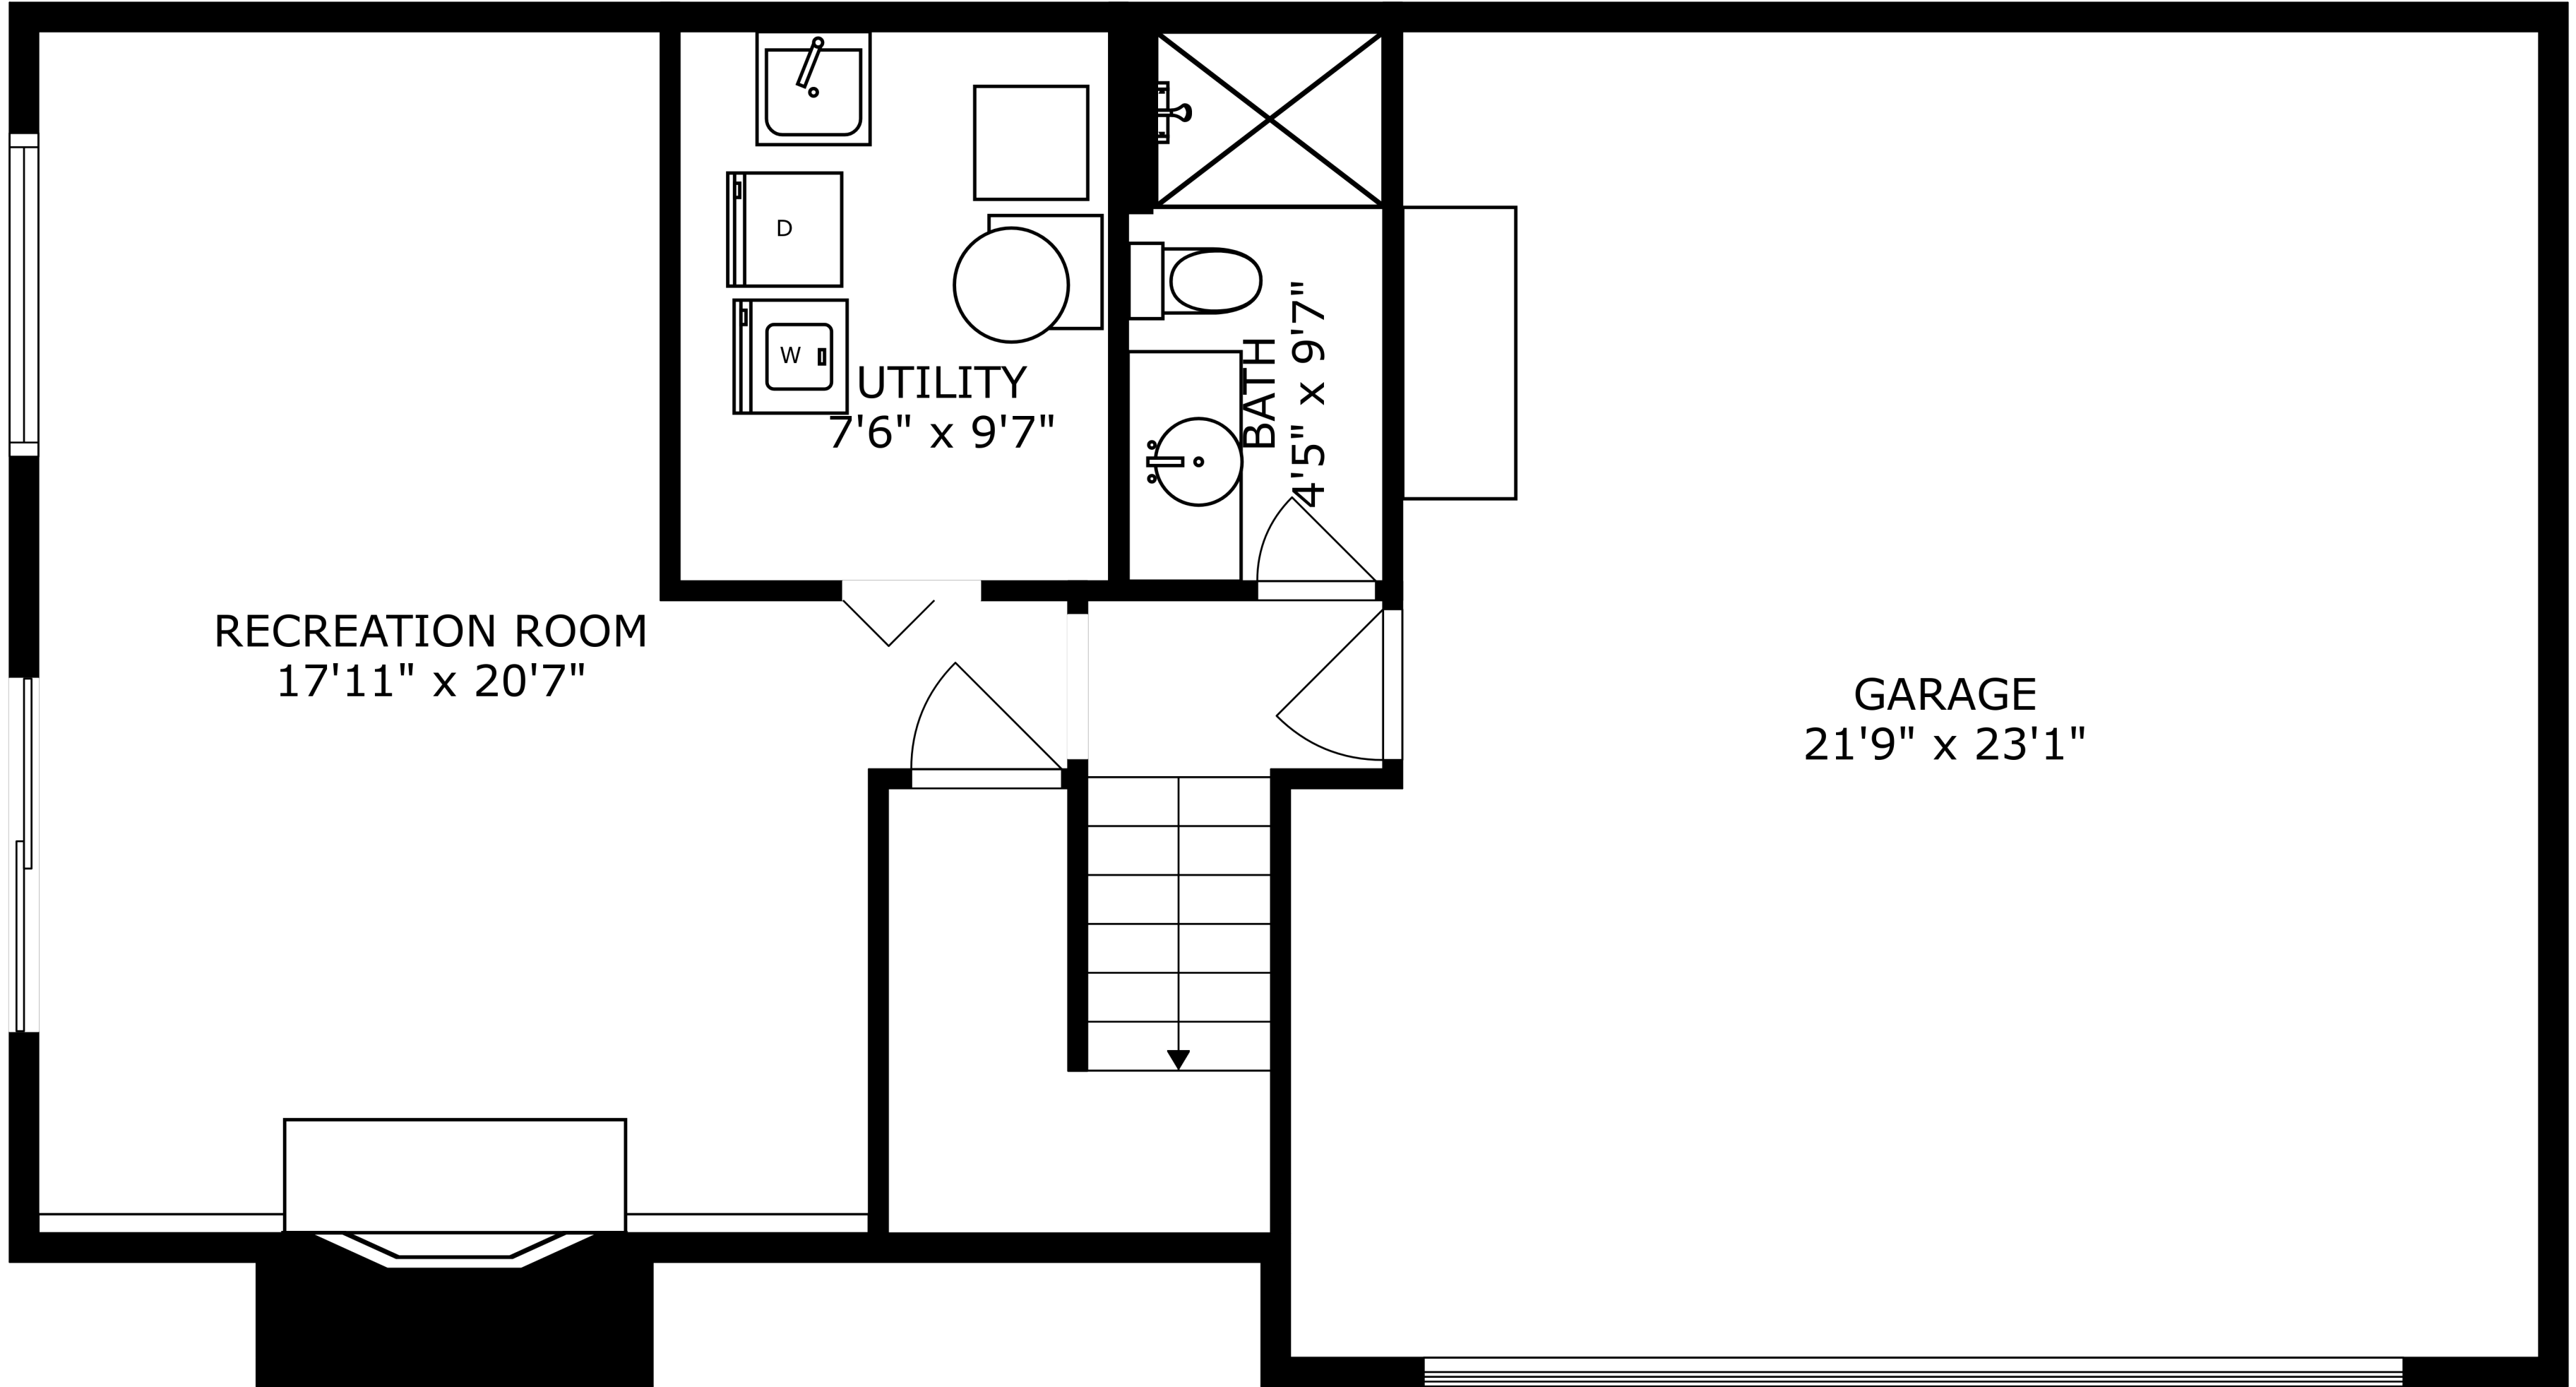 D
W
UTILITY
7'6" x 9'7"
BATH
4'5" x 9'7"
RECREATION ROOM
17'11" x 20'7"
GARAGE
21'9" x 23'1"